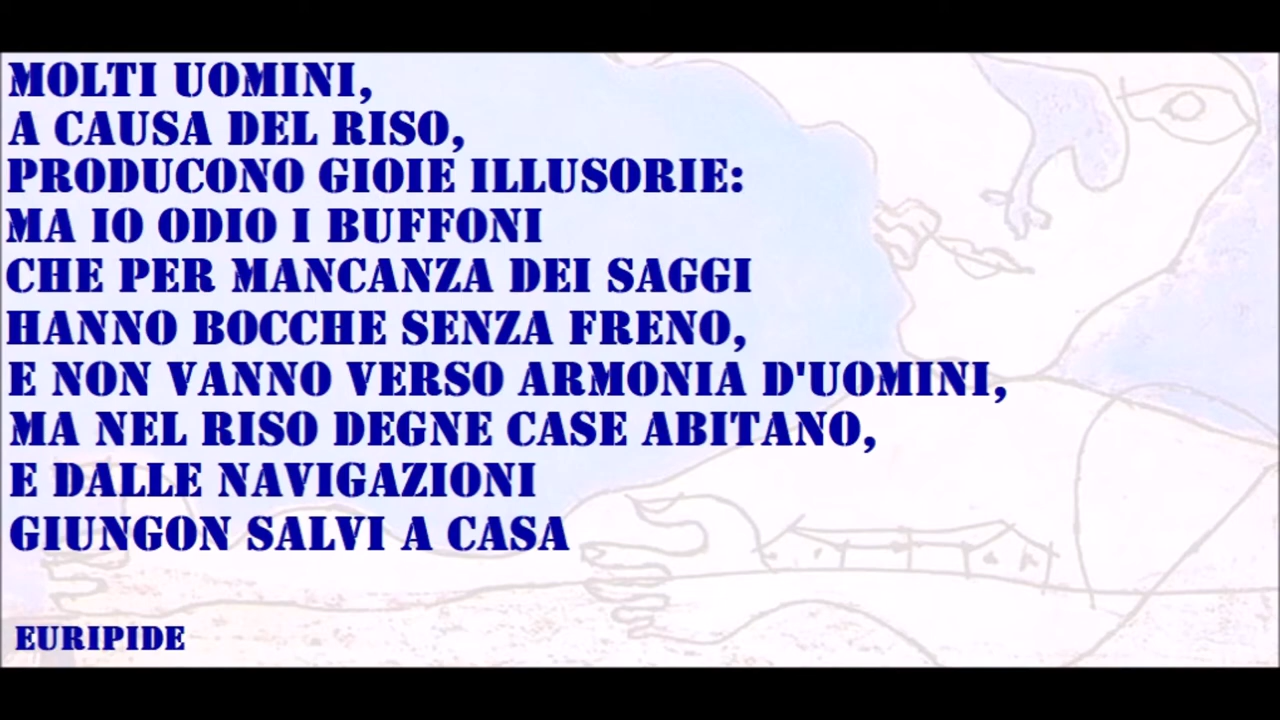 MOLTI UOMINI,
A CAUSA DEL RISO,
PRODUCONO GIOIE ILLUSORIE:
MA IO ODIO I BUFFONI
CHE PER MANCANZA DEI SAGGI
HANNO BOCCHE SENZA FRENO,
E NON VANNO VERSO ARMONIA D'UOMINI,
MA NEL RISO DEGNE CASE ABITANO,
E DALLE NAVIGAZIONI
GIUNGON SALVI A CASA
EURIPIDE